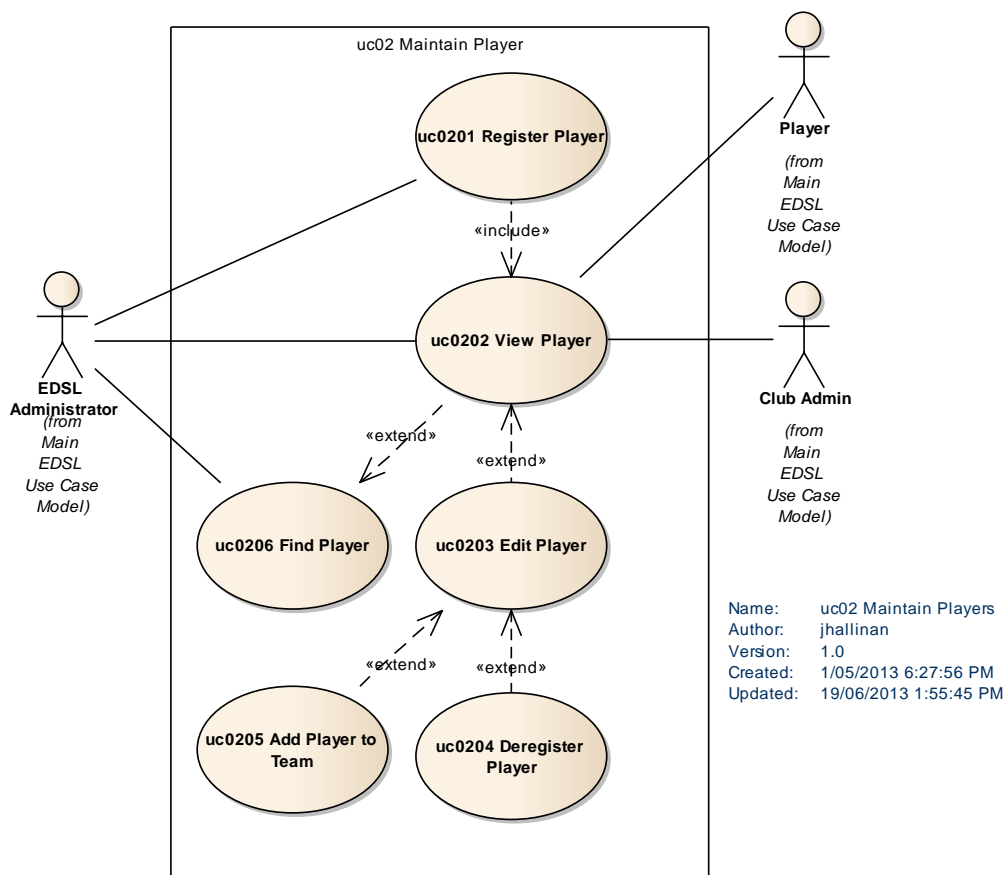 uc02 Maintain Player
uc0201 Register Player
«include»
uc0202 View Player
«extend»
«extend»
uc0206 Find Player
uc0203 Edit Player
«extend»
«extend»
uc0205 Add Player to
Team
uc0204 Deregister
Player
EDSL
Administrator
(from
Main
EDSL
Use Case
Model)
Player
(from
Main
EDSL
Use Case
Model)
Club Admin
(from
Main
EDSL
Use Case
Model)
Name: uc02 Maintain Players
Author: jhallinan
Version: 1.0
Created: 1/05/2013 6:27:56 PM
Updated: 19/06/2013 1:55:45 PM